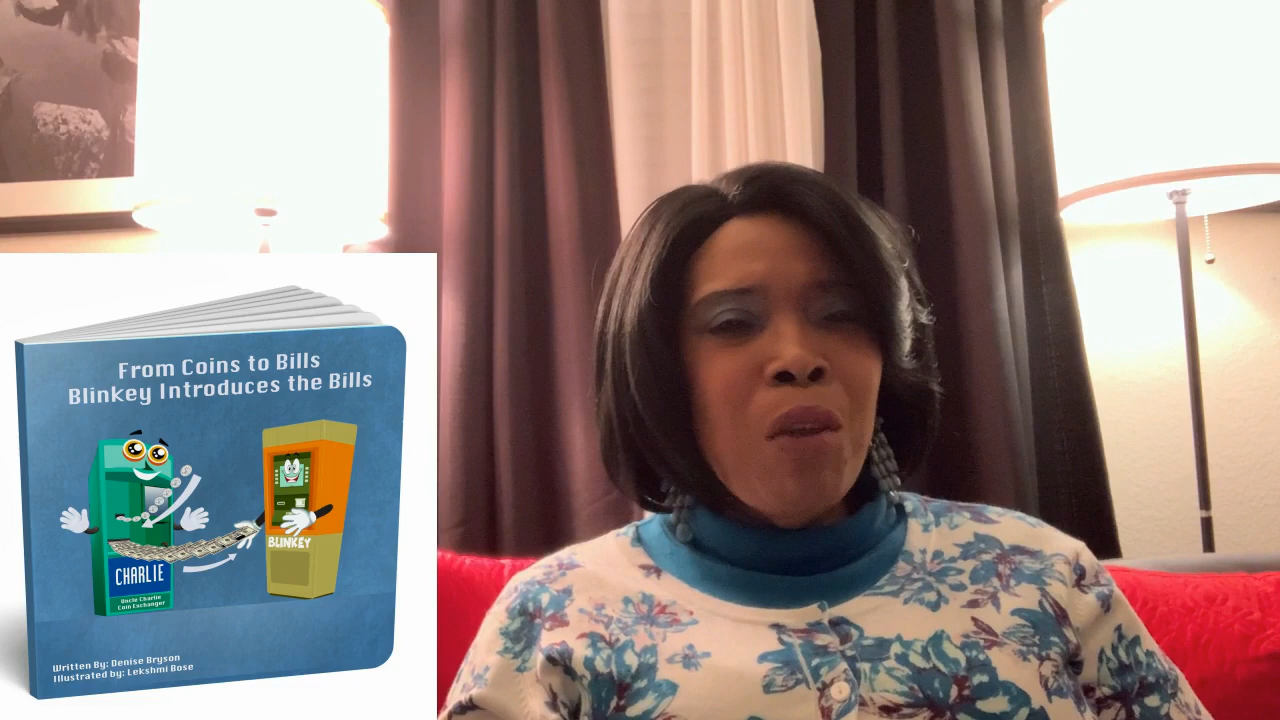 From Coins to Bills
Blinkey Introduces the Bills
BLINKEY
CHARLIE
Uncle Charlie
Coin Exchanger
Written By: Denise Bryson
Illustrated by: Lekshmi Bose